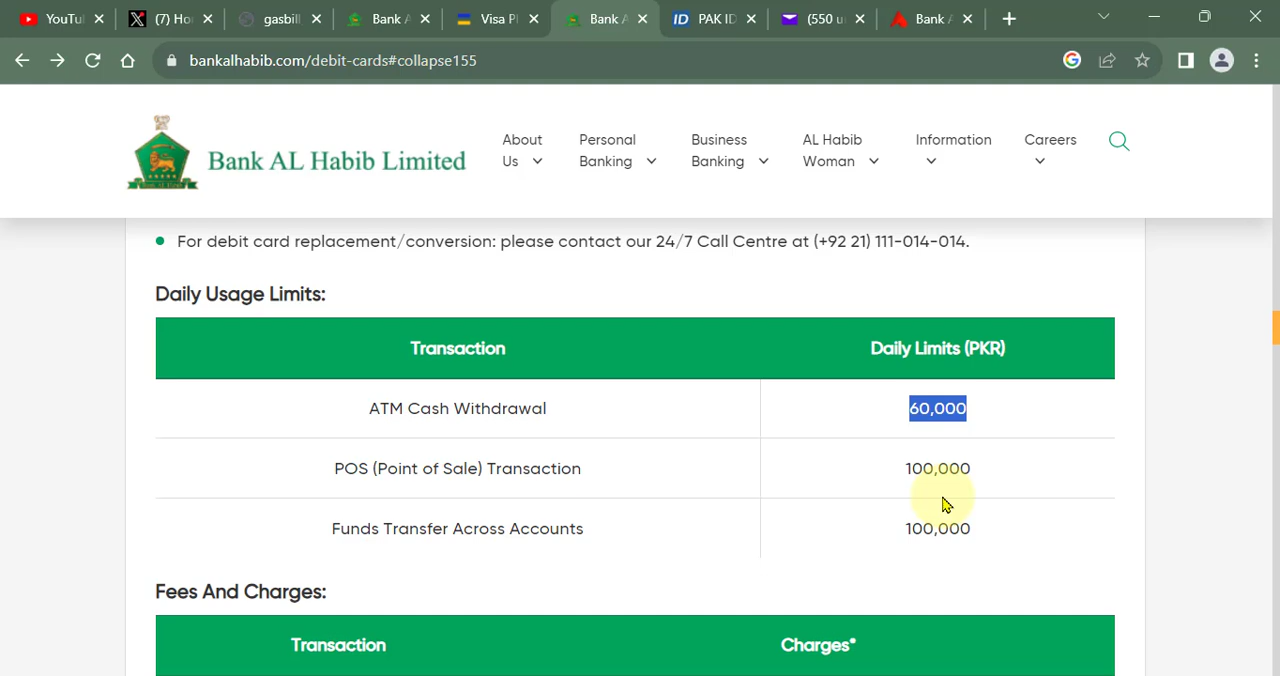 YouTu
(7) Ho
gasbill
Bank A
Visa Pl
Bank A
ID PAK ID
(550 u
Bank A
bankalhabib.com/debit-cards#collapse155
Bank AL Habib Limited
About Us
Personal Banking
Business Banking
AL Habib Woman
Information
Careers
For debit card replacement/conversion: please contact our 24/7 Call Centre at (+92 21) 111-014-014.
Daily Usage Limits:
Transaction Daily Limits (PKR)
ATM Cash Withdrawal 60,000
POS (Point of Sale) Transaction 100,000
Funds Transfer Across Accounts 100,000
Fees And Charges:
Transaction Charges*